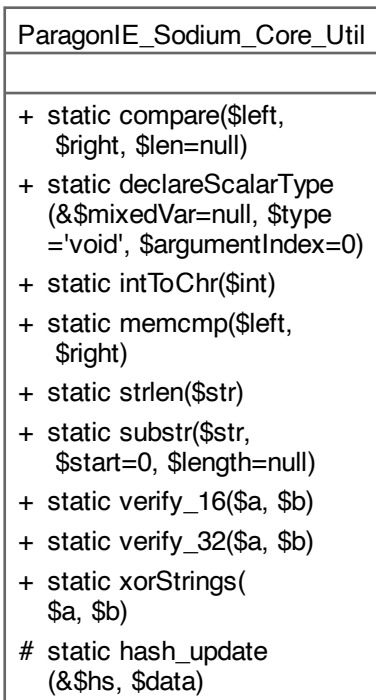 ParagonIE_Sodium_Core_Util
+ static compare($left,
$right, $len=null)
+ static declareScalarType
(&$mixedVar=null, $type
='void', $argumentIndex=0)
+ static intToChr($int)
+ static memcmp($left,
$right)
+ static strlen($str)
+ static substr($str,
$start=0, $length=null)
+ static verify_16($a, $b)
+ static verify_32($a, $b)
+ static xorStrings(
$a, $b)
# static hash_update
(&$hs, $data)